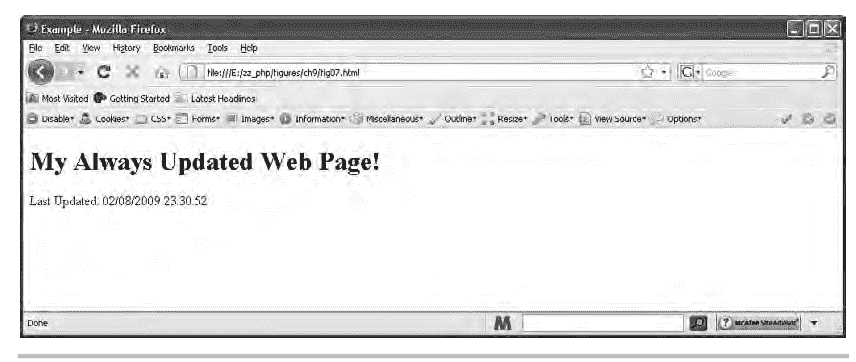 Example - Mozilla Firefox
File Edit View History Bookmarks Tools Help
file:///E:/zz_php/figures/ch9/fig07.html
Google
Most Visited Getting Started Latest Headlines
Disable Cookies CSS Forms Images Information Miscellaneous Outline Resize Tools View Source Options
My Always Updated Web Page!
Last Updated: 02/08/2009 23:30:52
Done
McAfee SiteAdvisor